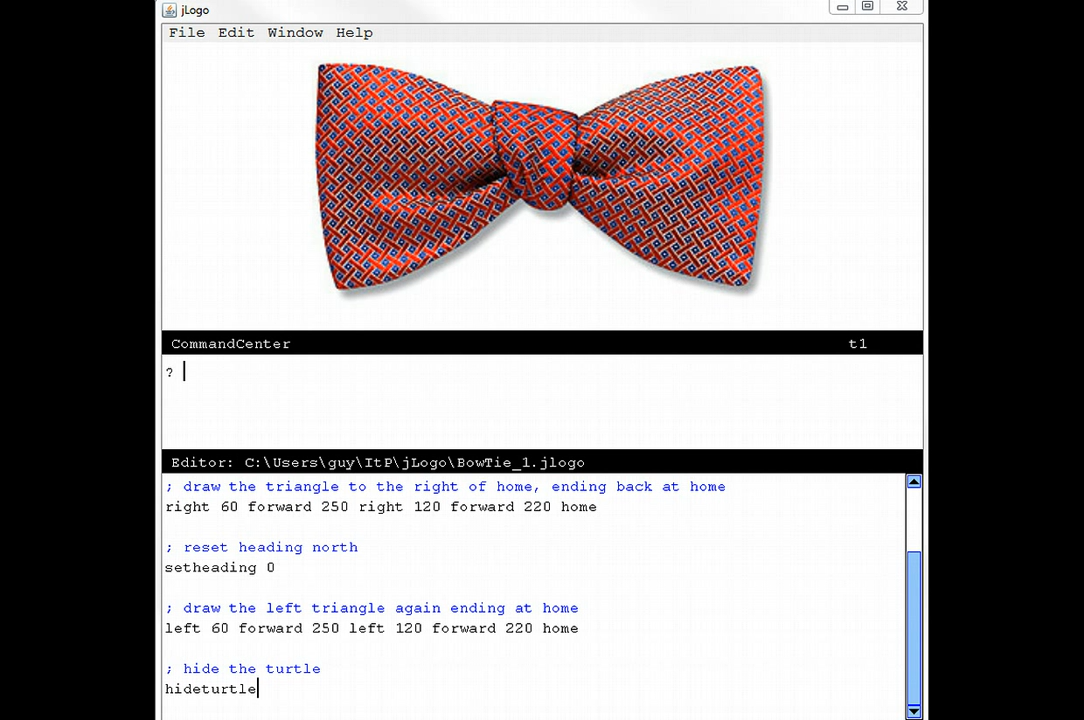 jLogo
File Edit Window Help
CommandCenter t1
?
Editor: C:\Users\guy\ItP\jLogo\BowTie_1.jlogo
; draw the triangle to the right of home, ending back at home
right 60 forward 250 right 120 forward 220 home
; reset heading north
setheading 0
; draw the left triangle again ending at home
left 60 forward 250 left 120 forward 220 home
; hide the turtle
hideturtle